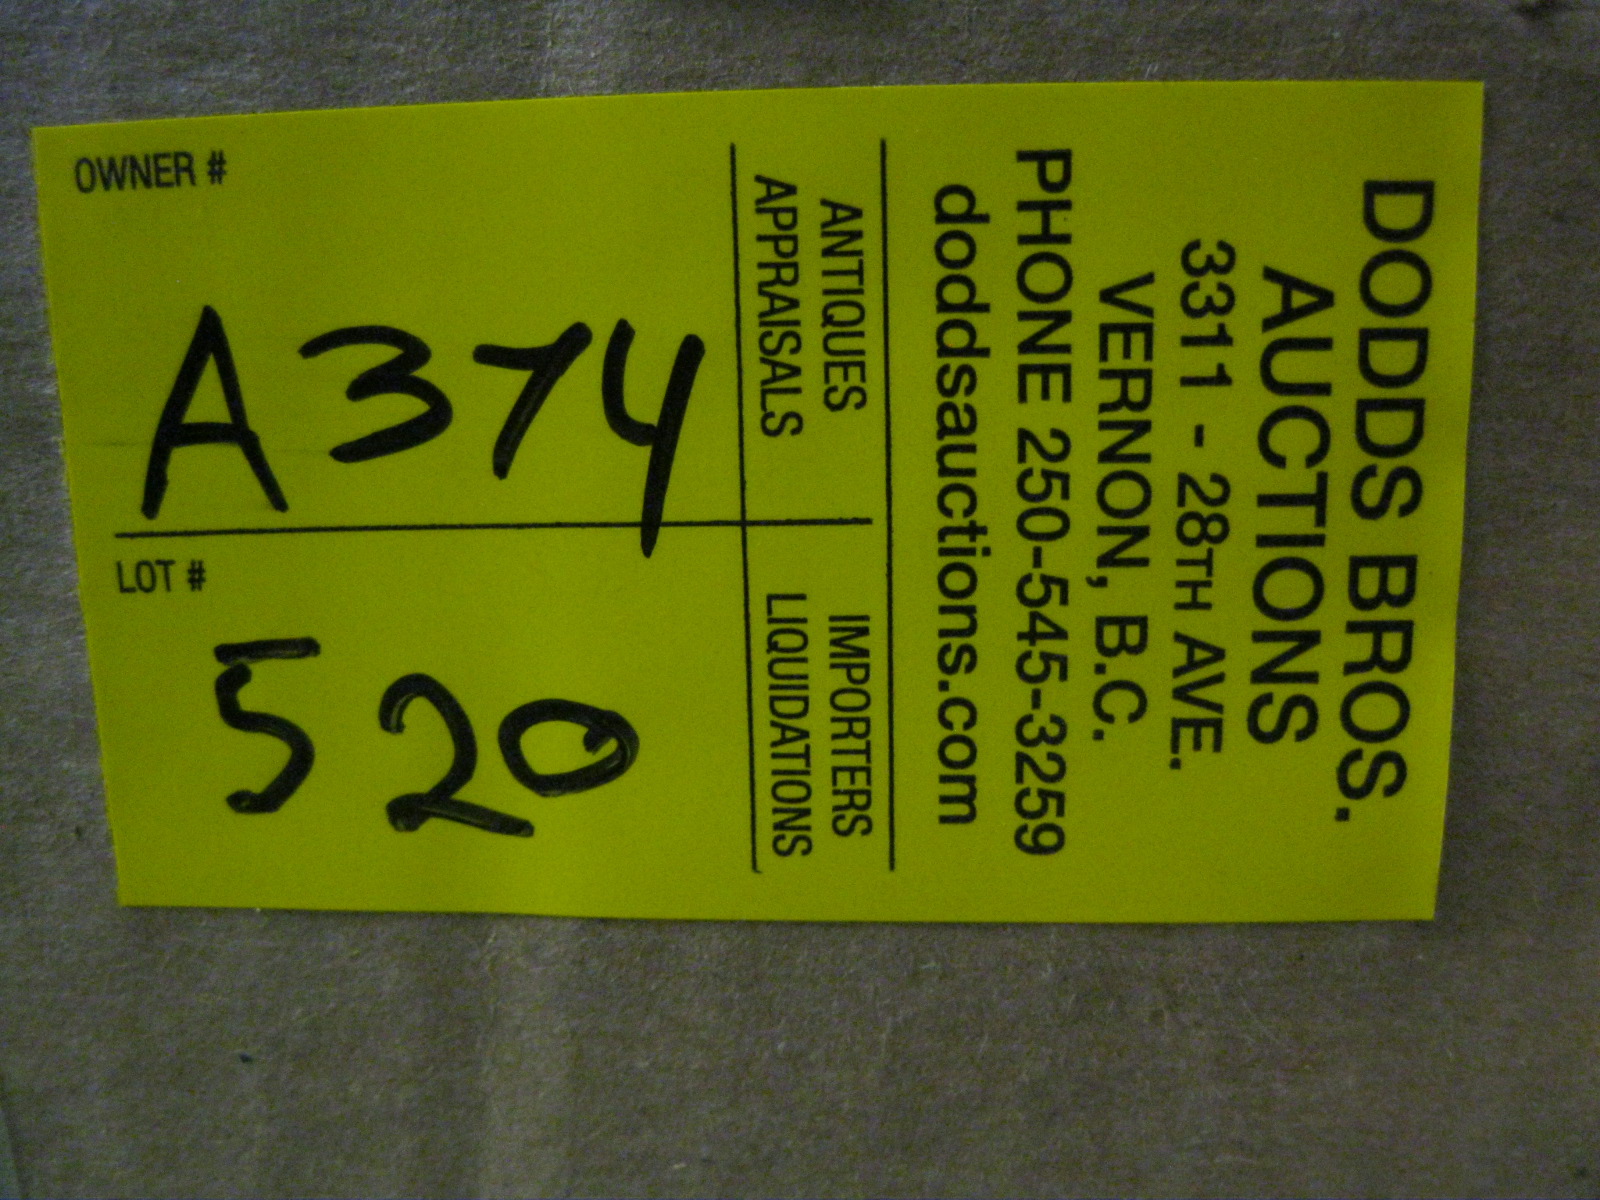 DODDS BROS.
AUCTIONS
3311 - 28TH AVE.
VERNON, B.C.
PHONE 250-545-3259
doddsauctions.com
ANTIQUES
APPRAISALS
IMPORTERS
LIQUIDATIONS
OWNER #
A374
LOT #
520